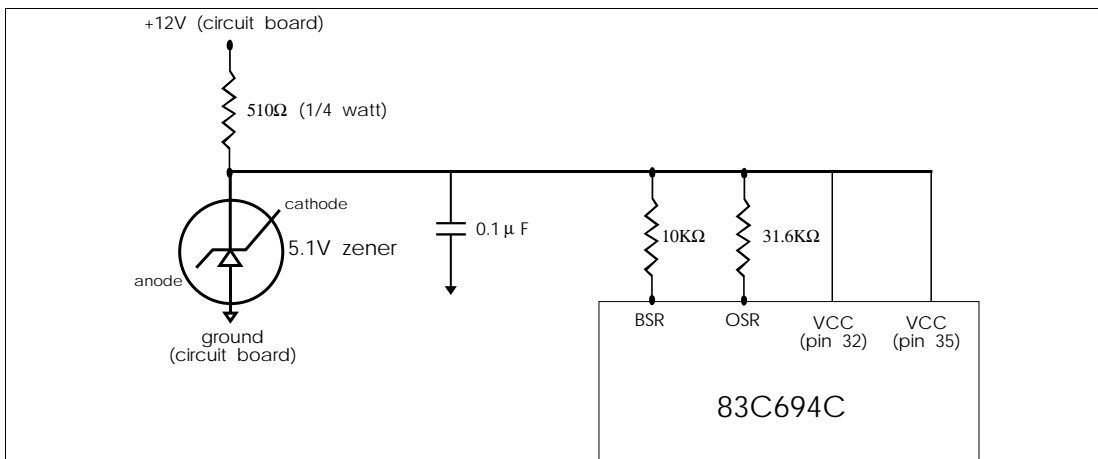 +12V (circuit board)
510Ω (1/4 watt)
cathode
5.1V zener
anode
ground
(circuit board)
0.1 μ F
10KΩ
31.6KΩ
BSR
OSR
VCC
(pin 32)
VCC
(pin 35)
83C694C